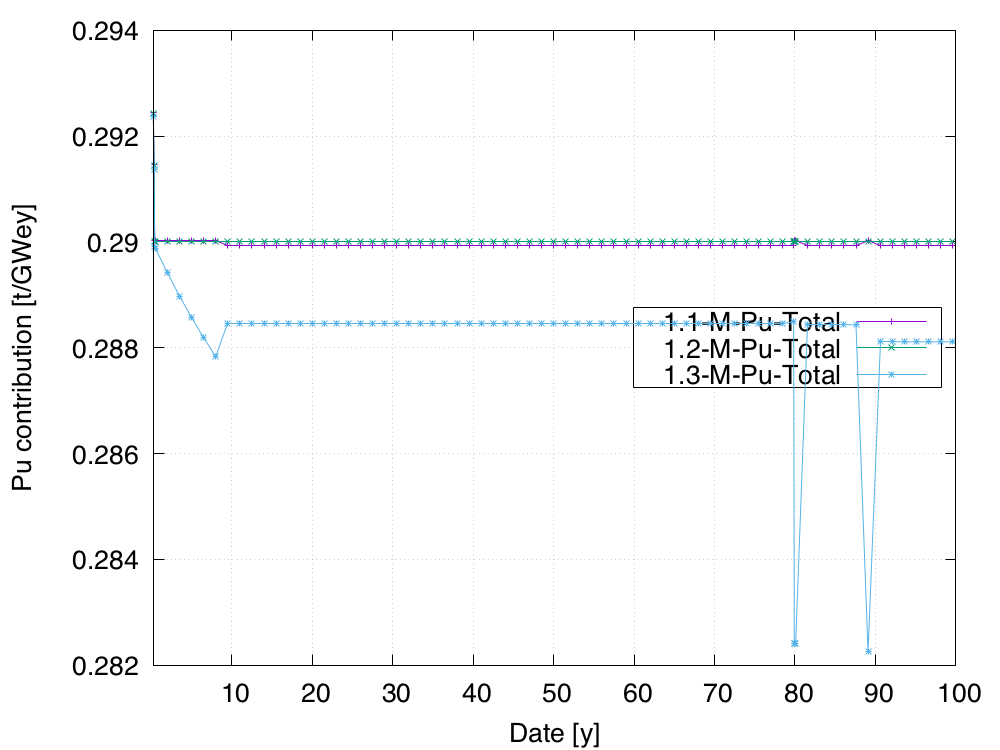 0.294
0.292
0.29
0.288
0.286
0.284
0.282
Pu contribution [t/GWey]
1.1-M-Pu-Total
1.2-M-Pu-Total
1.3-M-Pu-Total
10 20 30 40 50 60 70 80 90 100
Date [y]